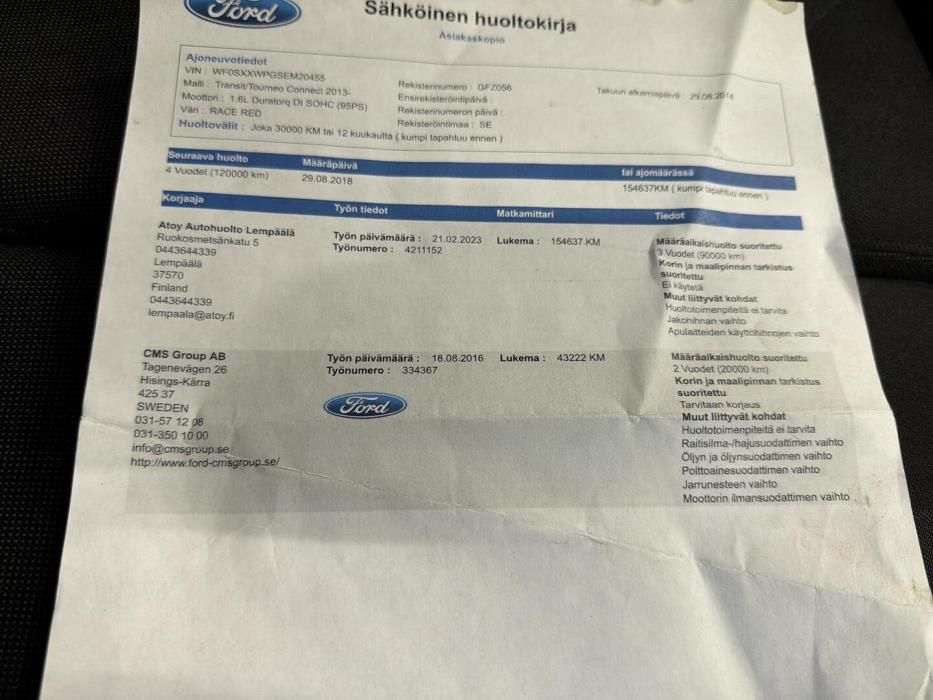 Ford
Sähköinen huoltokirja
Asiakaskopio
Ajoneuvotiedot
VIN : WF0SXXWPGSEM20455
Malli : Transit/Tourneo Connect 2013-
Moottori : 1.6L Duratorq DI SOHC (95PS)
Väri : RACE RED
Huoltovälit : Joka 30000 KM tai 12 kuukautta ( kumpi tapahtuu ennen )
Rekisterinumero : GFZ056
Ensirekisteröintipäivä :
Rekisterinumeron päivä :
Rekisteröintimaa : SE
Takuun alkamispäivä : 29.08.2014
Seuraava huolto Määräpäivä tai ajomäärässä
4 Vuodet (120000 km) 29.08.2018 154637KM ( kumpi tapahtuu ennen )
Korjaaja Työn tiedot Matkamittari Tiedot
Atoy Autohuolto Lempäälä
Ruokosmetsänkatu 5
0443644339
Lempäälä
37570
Finland
0443644339
lempaala@atoy.fi
Työn päivämäärä : 21.02.2023 Lukema : 154637 KM
Työnumero : 4211152
Määräaikaishuolto suoritettu
3 Vuodet (90000 km)
Korin ja maalipinnan tarkistus
suoritettu
Ei käytetä
Muut liittyvät kohdat
Huoltotoimenpiteitä ei tarvita
Jakohihnan vaihto
Apulaitteiden käyttöhihnojen vaihto
CMS Group AB
Tagenevägen 26
Hisings-Kärra
425 37
SWEDEN
031-57 12 08
031-350 10 00
info@cmsgroup.se
http://www.ford-cmsgroup.se/
Työn päivämäärä : 18.08.2016 Lukema : 43222 KM
Työnumero : 334367
Ford
Määräaikaishuolto suoritettu
2 Vuodet (20000 km)
Korin ja maalipinnan tarkistus
suoritettu
Tarvitaan korjaus
Muut liittyvät kohdat
Huoltotoimenpiteitä ei tarvita
Raitisilma-/hajusuodattimen vaihto
Öljyn ja öljynsuodattimen vaihto
Polttoainesuodattimen vaihto
Jarrunesteen vaihto
Moottorin ilmansuodattimen vaihto